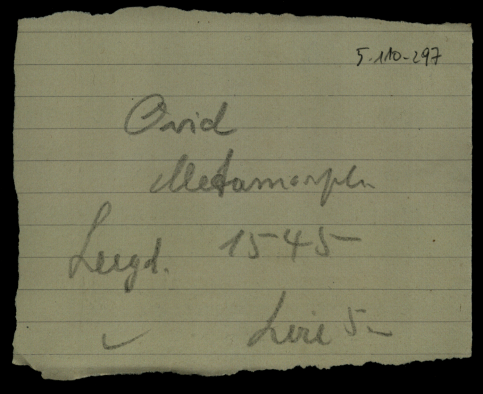 5-110-297
Ovid
Metamorph.
Lugd. 1545
Lire 5-